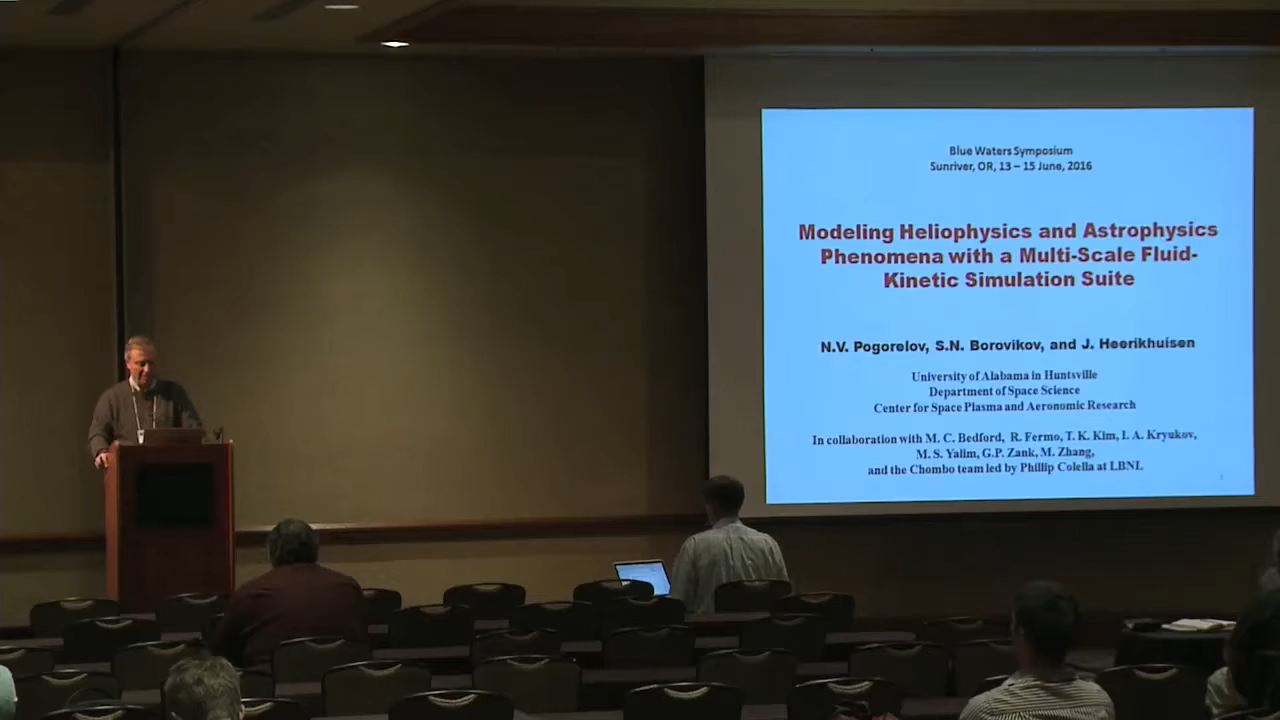 Blue Waters Symposium
Sunriver, OR, 13 – 15 June, 2016
Modeling Heliophysics and Astrophysics
Phenomena with a Multi-Scale Fluid-
Kinetic Simulation Suite
N.V. Pogorelov, S.N. Borovikov, and J. Heerikhuisen
University of Alabama in Huntsville
Department of Space Science
Center for Space Plasma and Aeronomic Research
In collaboration with M. C. Bedford, R. Fermo, T. K. Kim, I. A. Kryukov,
M. S. Yalim, G.P. Zank, M. Zhang,
and the Chombo team led by Phillip Colella at LBNL